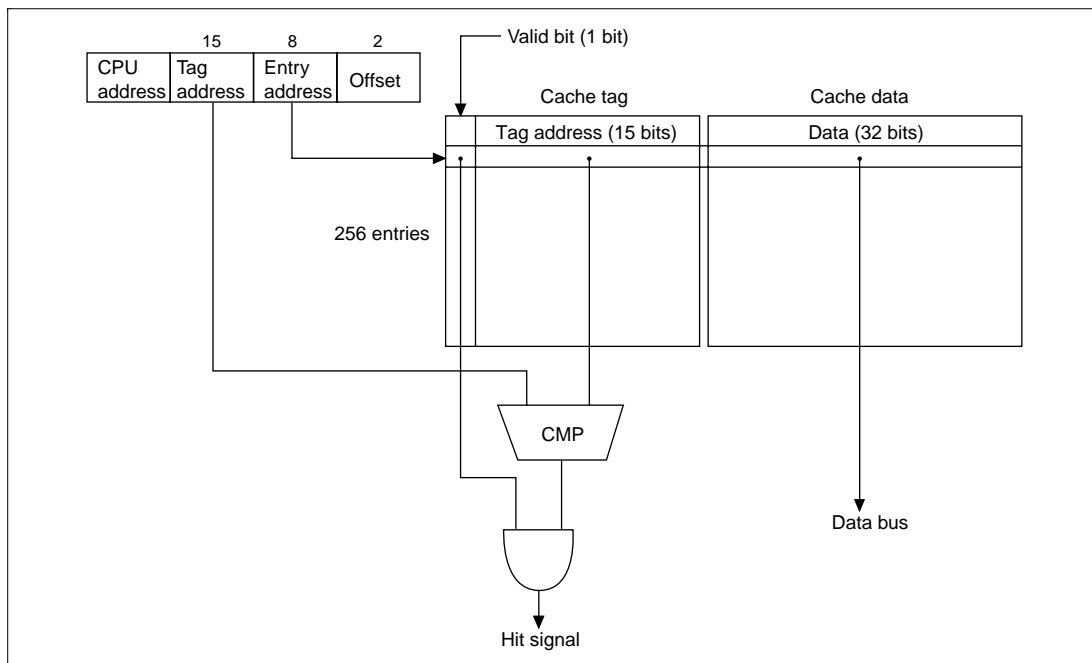 15 8 2
Valid bit (1 bit)
CPU address
Tag address
Entry address
Offset
Cache tag
Cache data
Tag address (15 bits)
Data (32 bits)
256 entries
CMP
Data bus
Hit signal